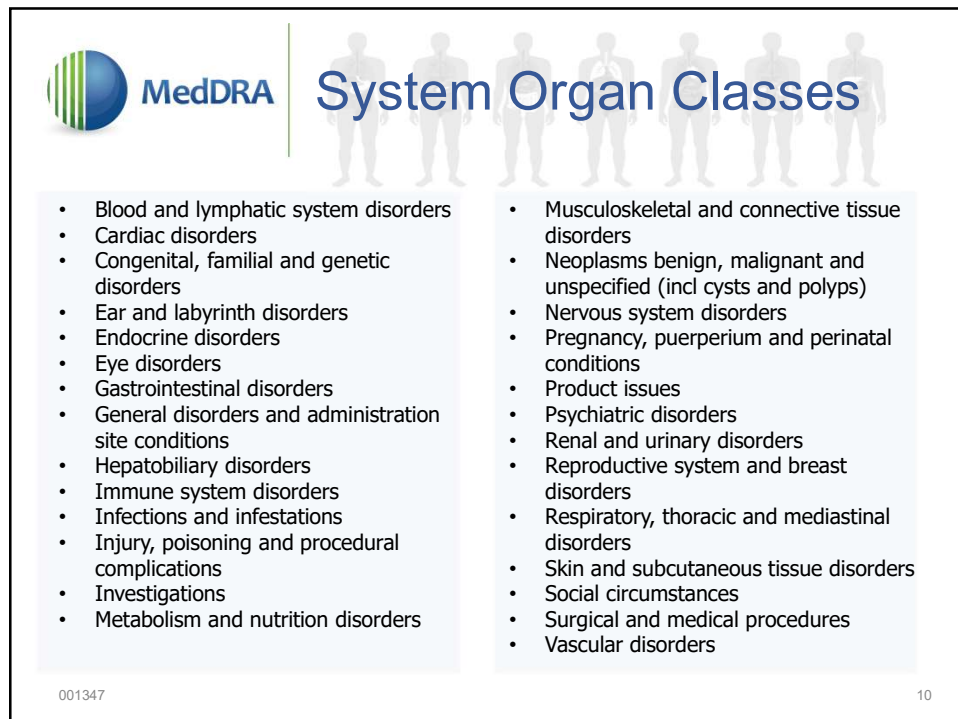 MedDRA
System Organ Classes
• Blood and lymphatic system disorders
• Cardiac disorders
• Congenital, familial and genetic
disorders
• Ear and labyrinth disorders
• Endocrine disorders
• Eye disorders
• Gastrointestinal disorders
• General disorders and administration
site conditions
• Hepatobiliary disorders
• Immune system disorders
• Infections and infestations
• Injury, poisoning and procedural
complications
• Investigations
• Metabolism and nutrition disorders
• Musculoskeletal and connective tissue
disorders
• Neoplasms benign, malignant and
unspecified (incl cysts and polyps)
• Nervous system disorders
• Pregnancy, puerperium and perinatal
conditions
• Product issues
• Psychiatric disorders
• Renal and urinary disorders
• Reproductive system and breast
disorders
• Respiratory, thoracic and mediastinal
disorders
• Skin and subcutaneous tissue disorders
• Social circumstances
• Surgical and medical procedures
• Vascular disorders
001347
10